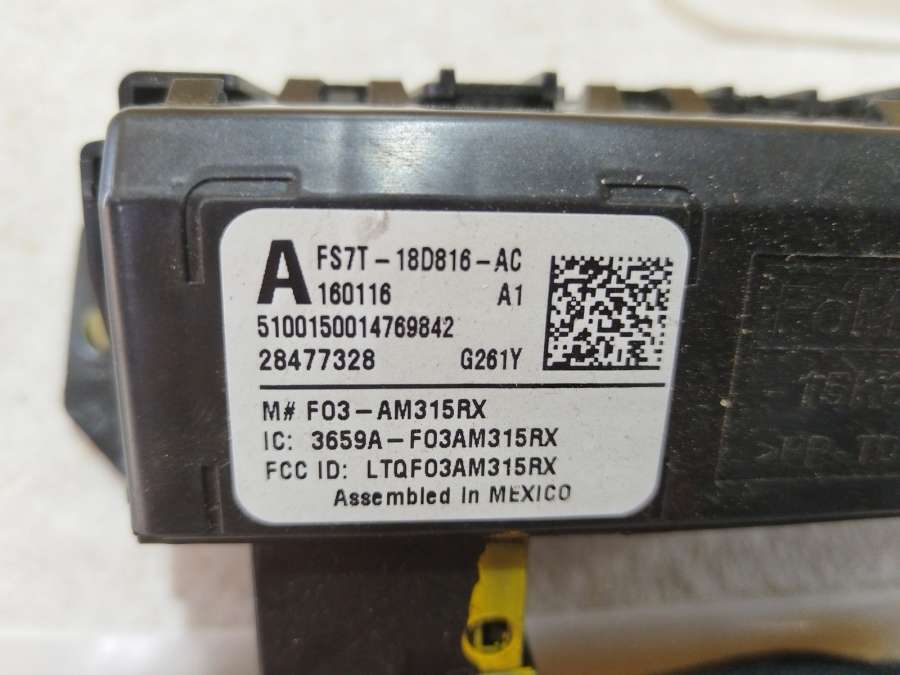 A FS7T-18D816-AC
160116 A1
5100150014769842
28477328 G261Y
M# F03-AM315RX
IC: 3659A-F03AM315RX
FCC ID: LTQF03AM315RX
Assembled in MEXICO